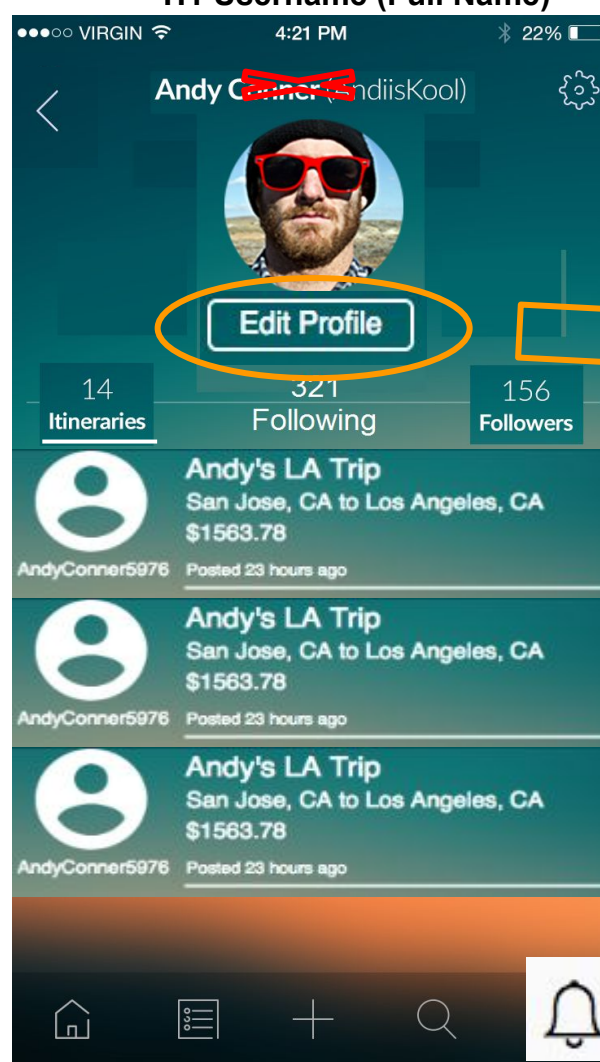 Username (Full Name)
VIRGIN 4:21 PM 22%
Andy Conner (AndiisKool)
Edit Profile
14 321 156
Itineraries Following Followers
Andy's LA Trip
San Jose, CA to Los Angeles, CA
$1563.78
AndyConner5976 Posted 23 hours ago
Andy's LA Trip
San Jose, CA to Los Angeles, CA
$1563.78
AndyConner5976 Posted 23 hours ago
Andy's LA Trip
San Jose, CA to Los Angeles, CA
$1563.78
AndyConner5976 Posted 23 hours ago